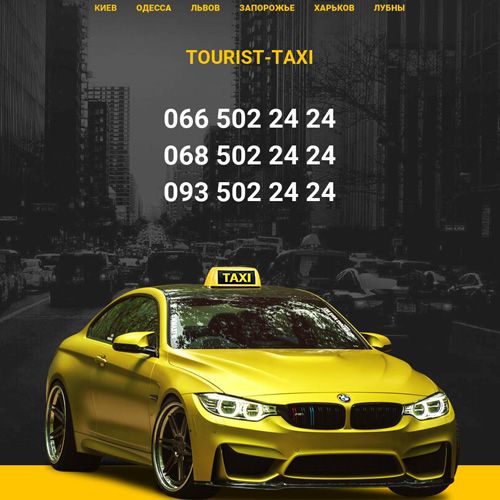 КИЕВ ОДЕССА ЛЬВОВ ЗАПОРОЖЬЕ ХАРЬКОВ ЛУБНЫ
TOURIST-TAXI
066 502 24 24
068 502 24 24
093 502 24 24
TAXI